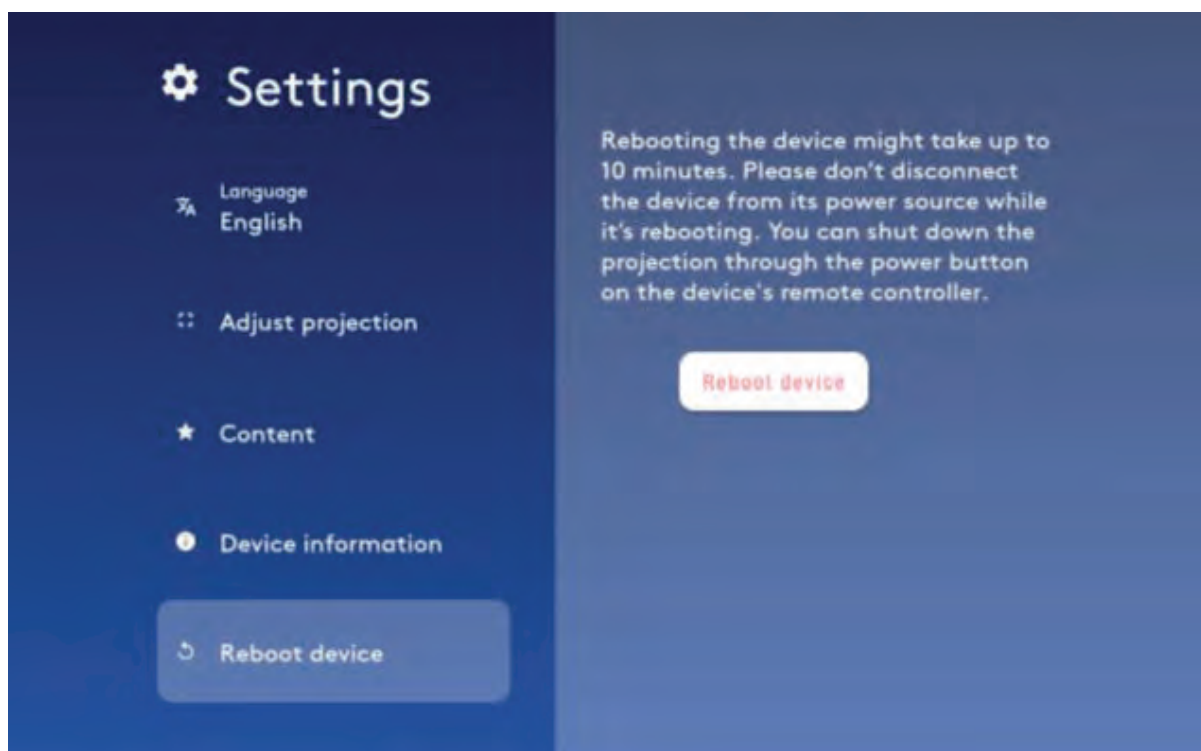 Settings
Language
English
Adjust projection
Content
Device information
Reboot device
Rebooting the device might take up to
10 minutes. Please don't disconnect
the device from its power source while
it's rebooting. You can shut down the
projection through the power button
on the device's remote controller.
Reboot device